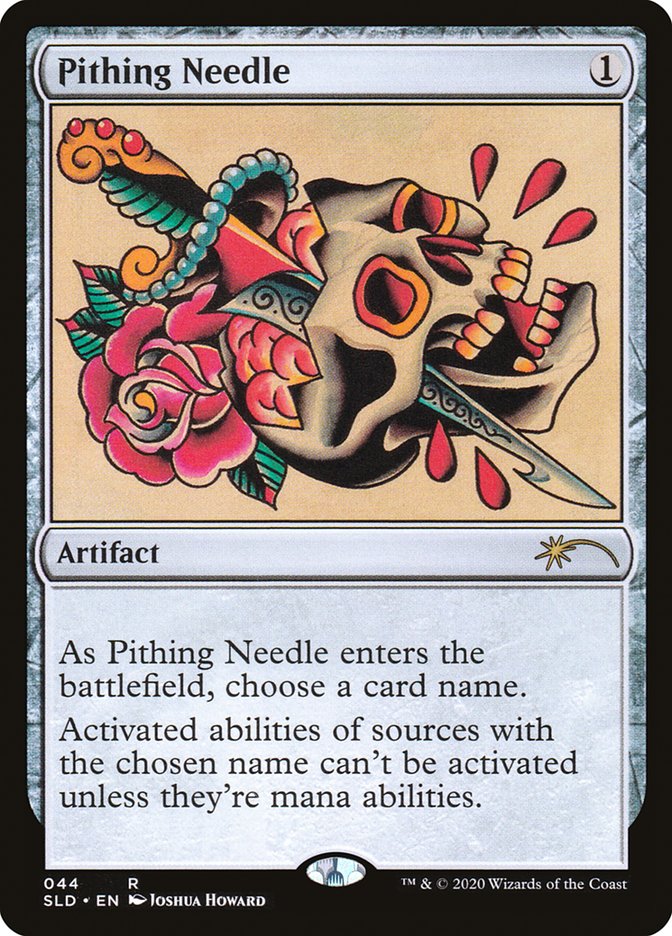 Pithing Needle 1
Artifact
As Pithing Needle enters the
battlefield, choose a card name.
Activated abilities of sources with
the chosen name can't be activated
unless they're mana abilities.
044 R
SLD • EN Joshua Howard
™ & © 2020 Wizards of the Coast